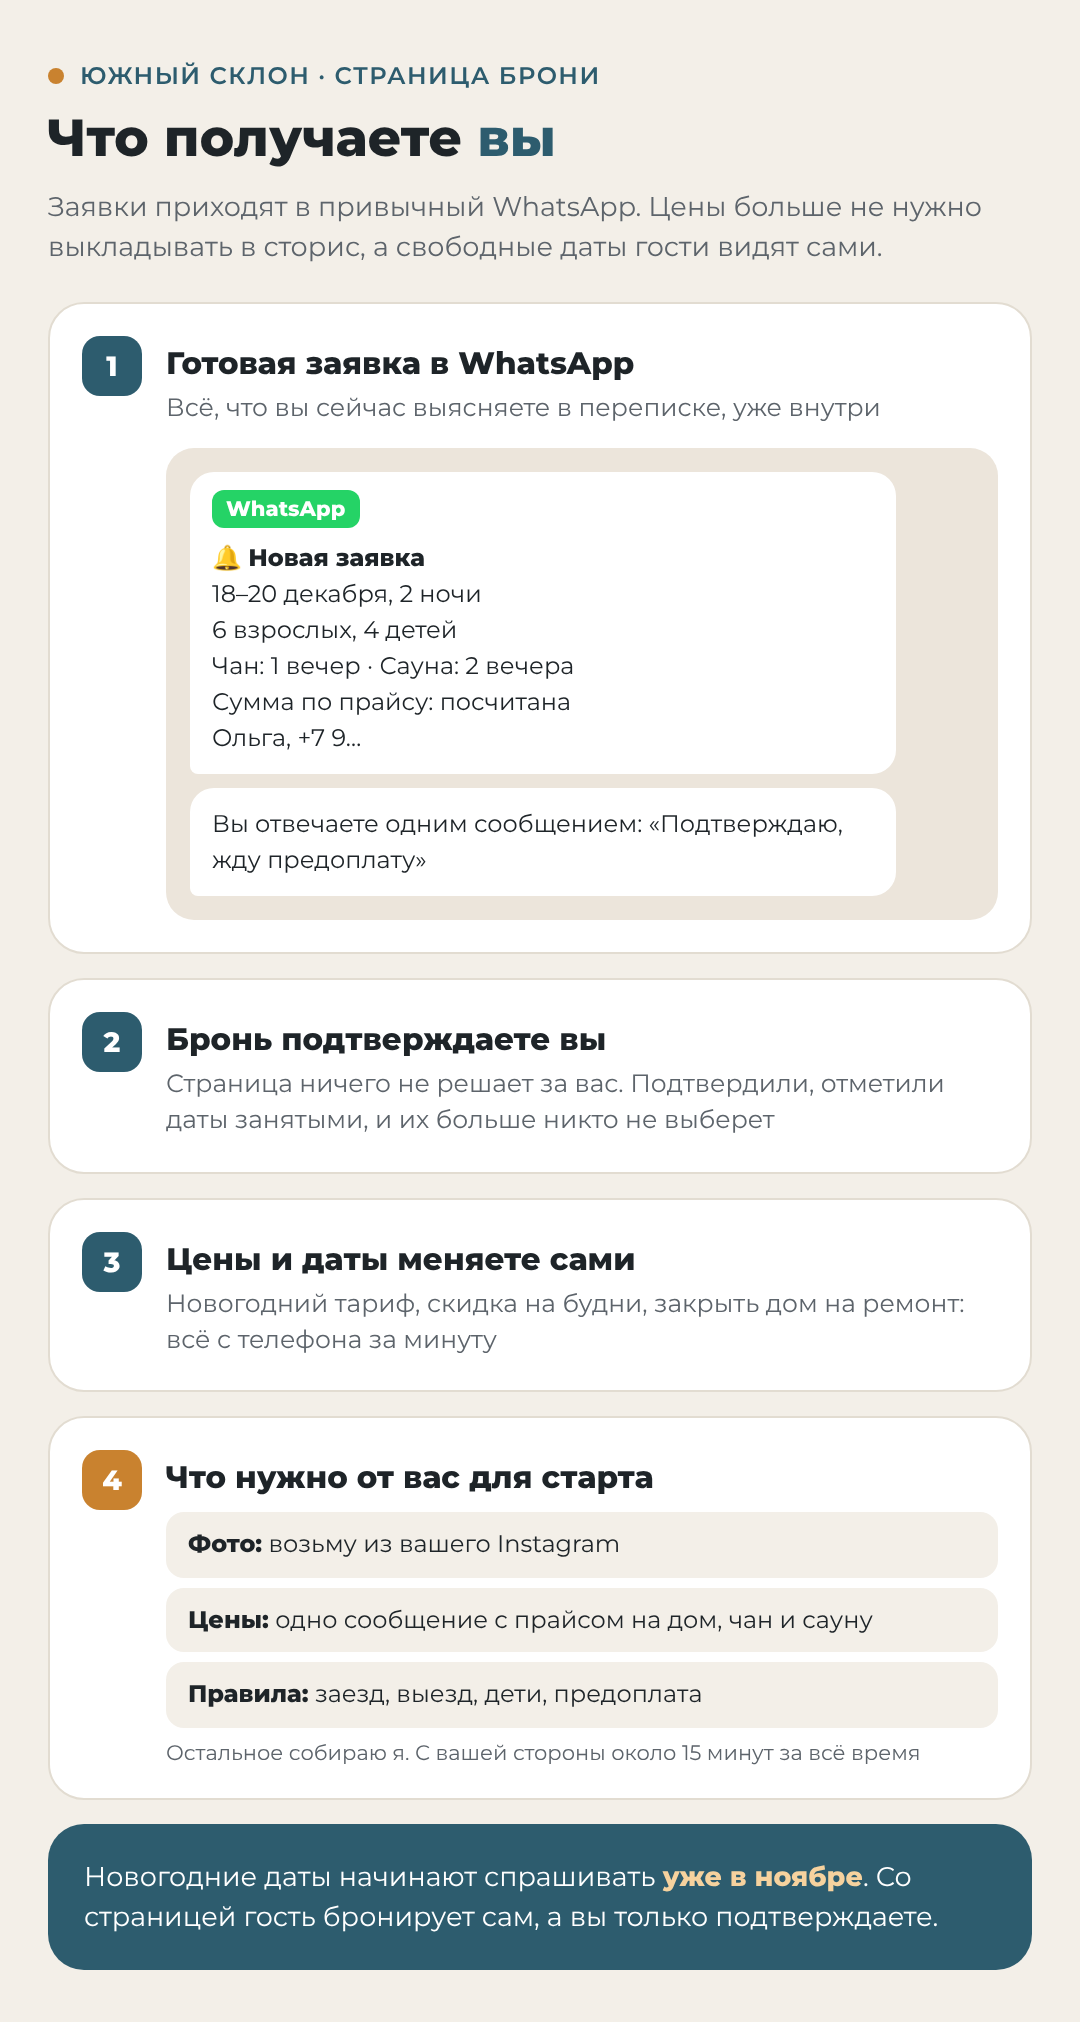 ЮЖНЫЙ СКЛОН · СТРАНИЦА БРОНИ
Что получаете вы
Заявки приходят в привычный WhatsApp. Цены больше не нужно
выкладывать в сторис, а свободные даты гости видят сами.
1
Готовая заявка в WhatsApp
Всё, что вы сейчас выясняете в переписке, уже внутри
WhatsApp
🔔 Новая заявка
18–20 декабря, 2 ночи
6 взрослых, 4 детей
Чан: 1 вечер · Сауна: 2 вечера
Сумма по прайсу: посчитана
Ольга, +7 9…
Вы отвечаете одним сообщением: «Подтверждаю,
жду предоплату»
2
Бронь подтверждаете вы
Страница ничего не решает за вас. Подтвердили, отметили
даты занятыми, и их больше никто не выберет
3
Цены и даты меняете сами
Новогодний тариф, скидка на будни, закрыть дом на ремонт:
всё с телефона за минуту
4
Что нужно от вас для старта
Фото: возьму из вашего Instagram
Цены: одно сообщение с прайсом на дом, чан и сауну
Правила: заезд, выезд, дети, предоплата
Остальное собираю я. С вашей стороны около 15 минут за всё время
Новогодние даты начинают спрашивать уже в ноябре. Со
страницей гость бронирует сам, а вы только подтверждаете.